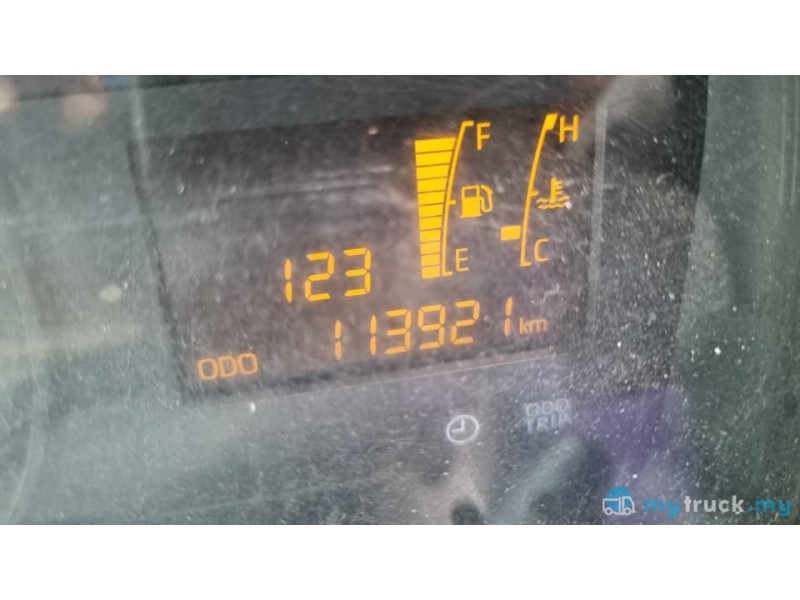 F
H
E
C
123
ODO 113921 km
ODO
TRIP
mytruck.my